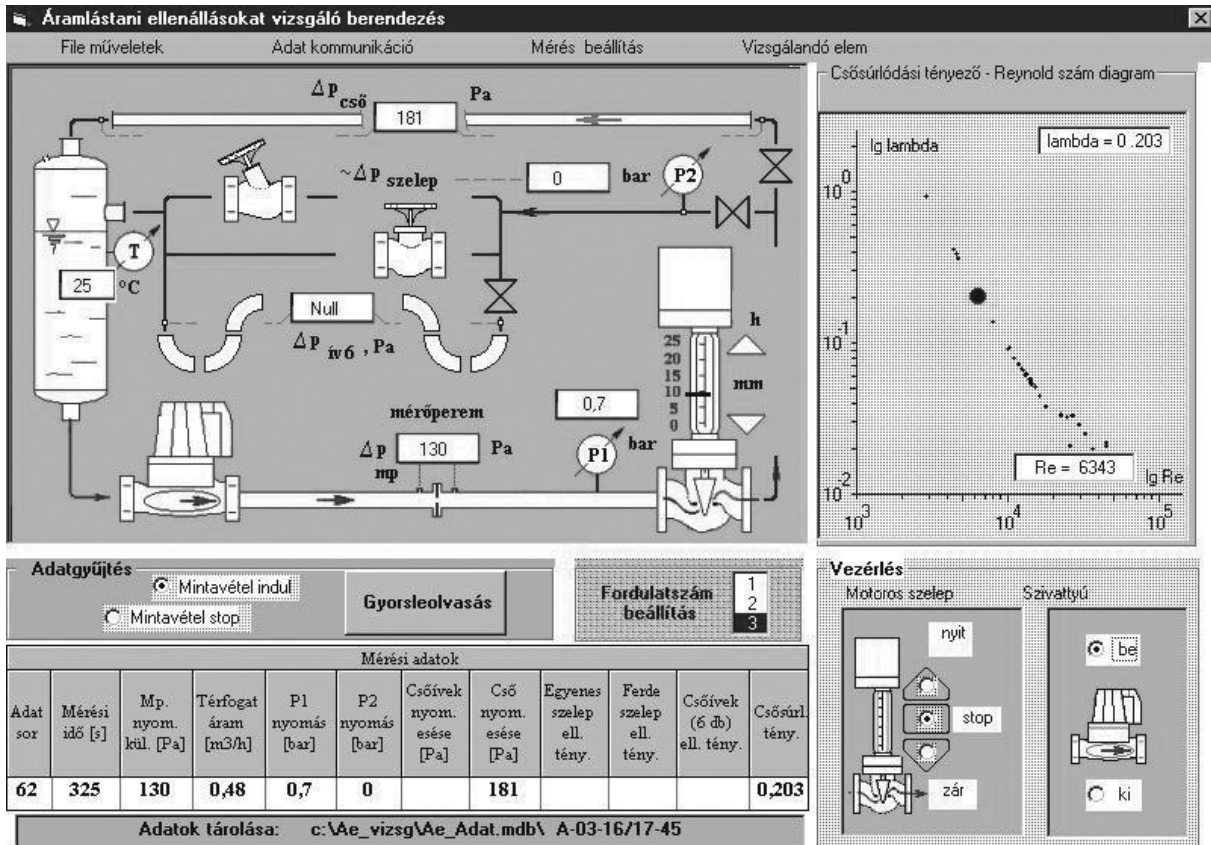 Áramlástani ellenállásokat vizsgáló berendezés
File műveletek Adat kommunikáció Mérés beállítás Vizsgálandó elem
Δp cső 181 Pa
~Δp szelep 0 bar P2
T
25 °C
Null
Δp ív6 , Pa
h
25
20
15
10
5
0
mm
mérőperem
Δp mp 130 Pa
0,7
P1 bar
Csősúrlódási tényező - Reynold szám diagram
lg lambda
lambda = 0 .203
10 0
10 -1
10 -2
Re = 6343
lg Re
10 3 10 4 10 5
Adatgyűjtés
Mintavétel indul
Mintavétel stop
Gyorsleolvasás
Fordulatszám beállítás
1
2
3
Mérési adatok
Adat sor
Mérési idő [s]
Mp. nyom. kül. [Pa]
Térfogat áram [m3/h]
P1 nyomás [bar]
P2 nyomás [bar]
Csőívek nyom. esése [Pa]
Cső nyom. esése [Pa]
Egyenes szelep ell. tény.
Ferde szelep ell. tény.
Csőívek (6 db) ell. tény.
Csősúrl. tény.
62 325 130 0,48 0,7 0 181 0,203
Adatok tárolása: c:\Ae_vizsg\Ae_Adat.mdb\ A-03-16/17-45
Vezérlés
Motoros szelep
nyit
stop
zár
Szivattyú
be
ki